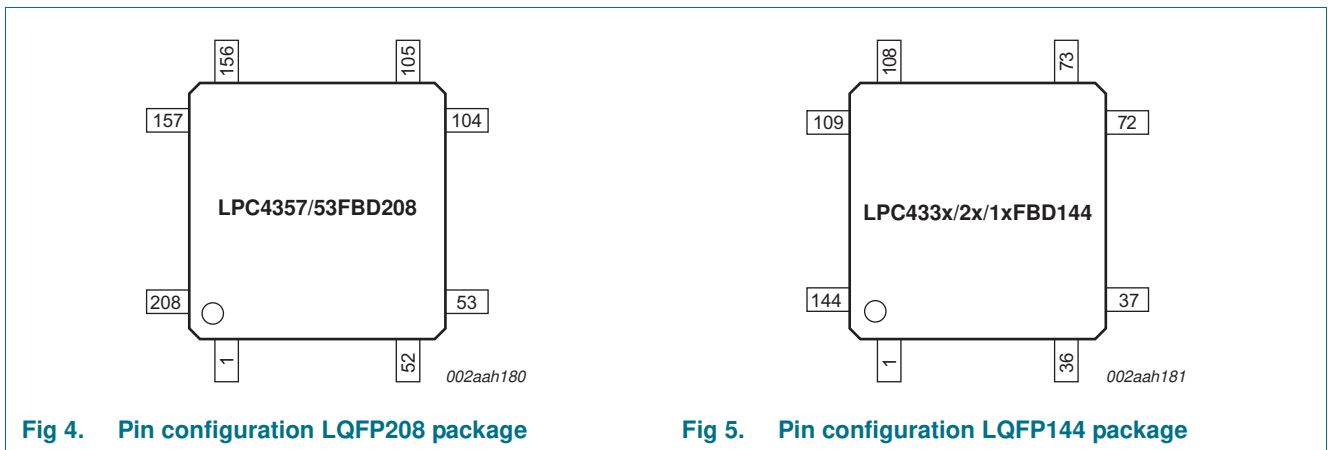 156
105
157
104
LPC4357/53FBD208
208
53
1
52
002aah180
Fig 4. Pin configuration LQFP208 package
108
73
109
72
LPC433x/2x/1xFBD144
144
37
1
36
002aah181
Fig 5. Pin configuration LQFP144 package